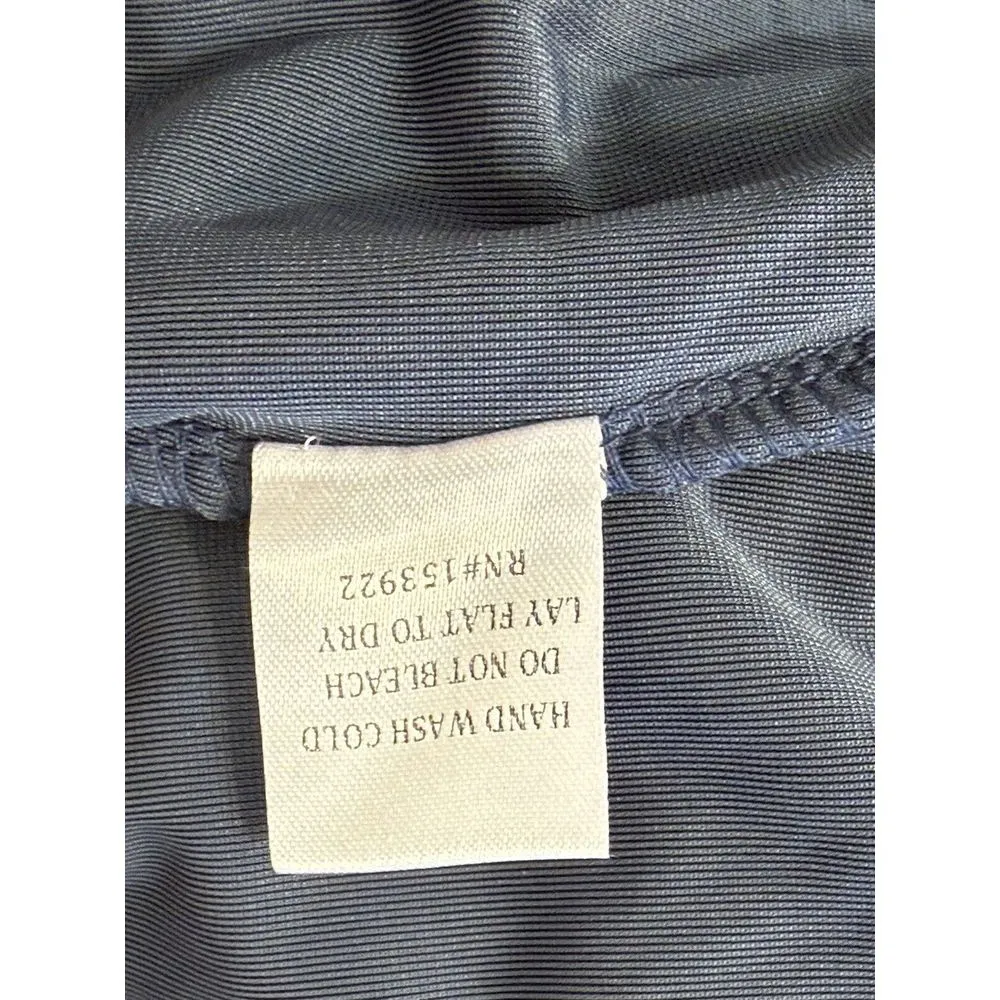 HAND WASH COLD
DO NOT BLEACH
LAY FLAT TO DRY
RN#153922